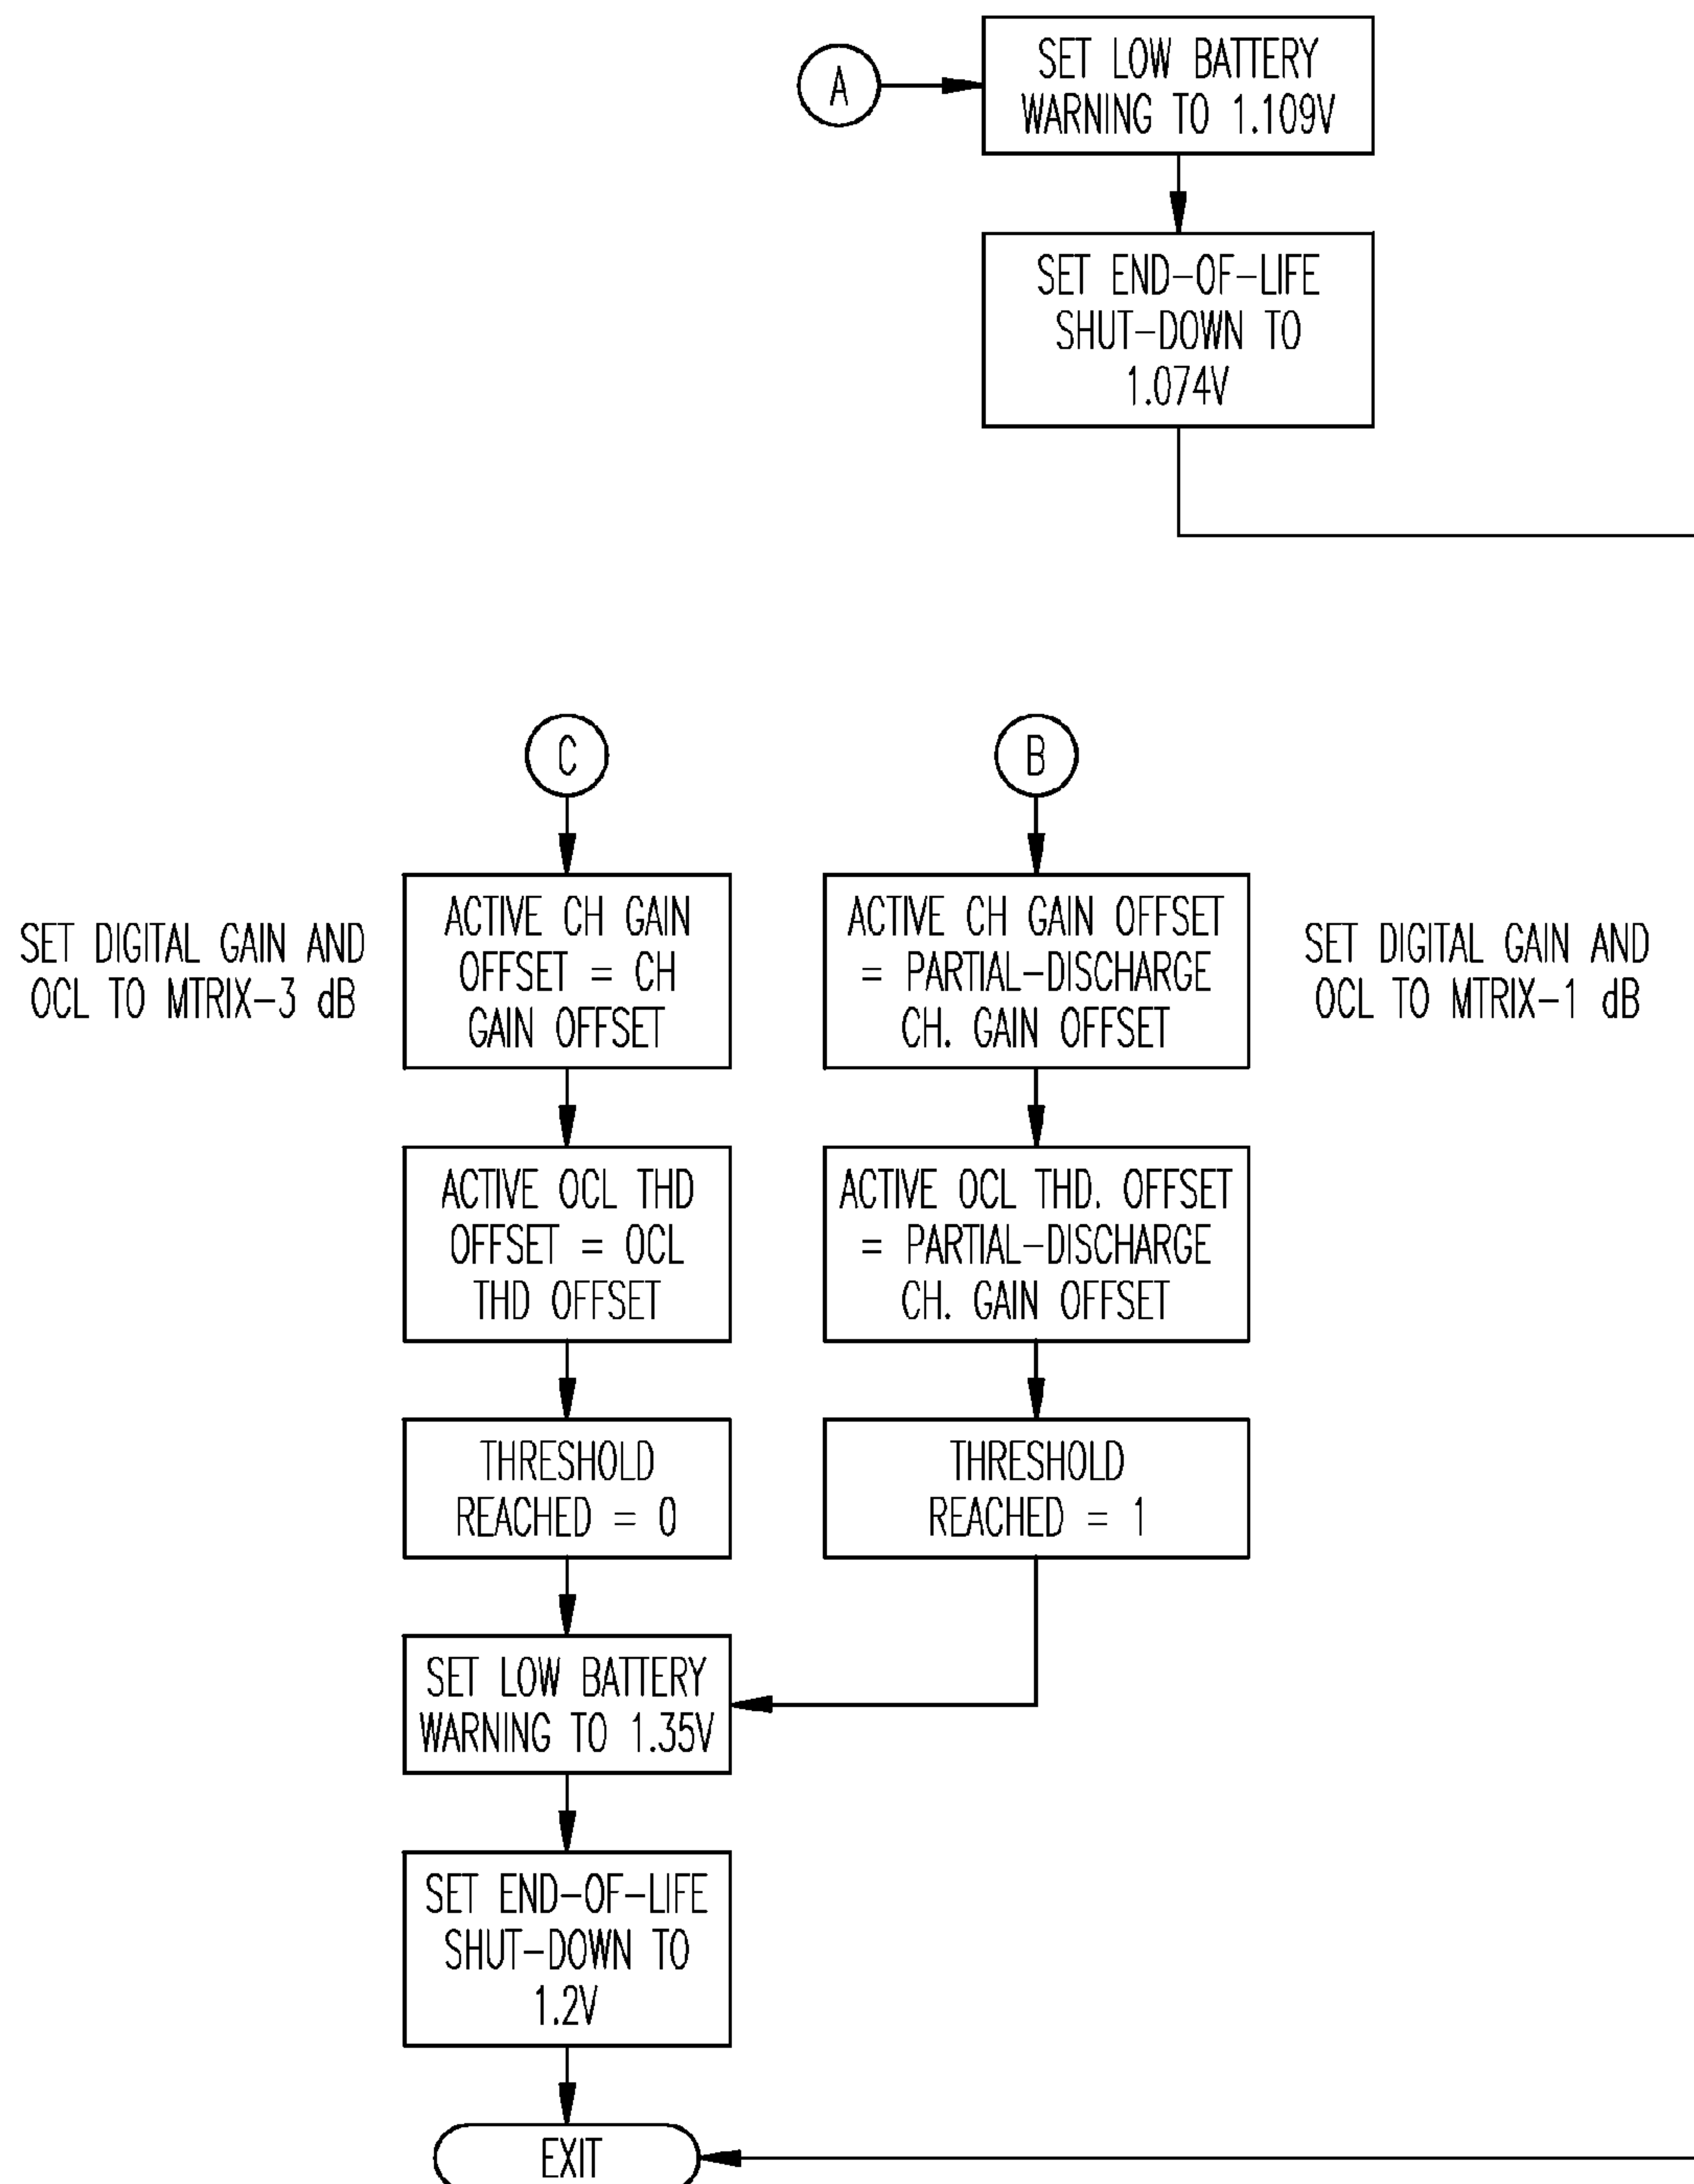 A
SET LOW BATTERY
WARNING TO 1.109V
SET END-OF-LIFE
SHUT-DOWN TO
1.074V
C
B
SET DIGITAL GAIN AND
OCL TO MTRIX-3 dB
ACTIVE CH GAIN
OFFSET = CH
GAIN OFFSET
ACTIVE CH GAIN OFFSET
= PARTIAL-DISCHARGE
CH. GAIN OFFSET
SET DIGITAL GAIN AND
OCL TO MTRIX-1 dB
ACTIVE OCL THD
OFFSET = OCL
THD OFFSET
ACTIVE OCL THD. OFFSET
= PARTIAL-DISCHARGE
CH. GAIN OFFSET
THRESHOLD
REACHED = 0
THRESHOLD
REACHED = 1
SET LOW BATTERY
WARNING TO 1.35V
SET END-OF-LIFE
SHUT-DOWN TO
1.2V
EXIT